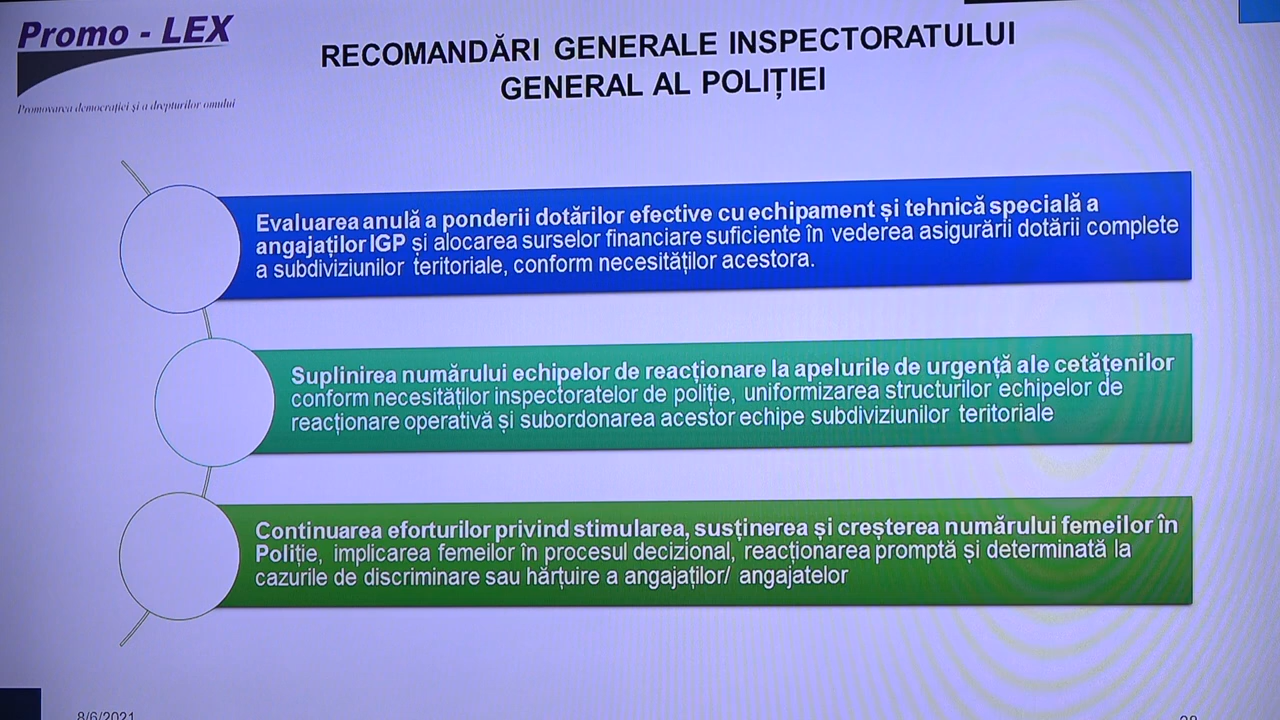 Promo - LEX
Promovarea democrației și a drepturilor omului
RECOMANDĂRI GENERALE INSPECTORATULUI
GENERAL AL POLIȚIEI
Evaluarea anulă a ponderii dotărilor efective cu echipament și tehnică specială a
angajaților IGP și alocarea surselor financiare suficiente în vederea asigurării dotării complete
a subdiviziunilor teritoriale, conform necesităților acestora.
Suplinirea numărului echipelor de reacționare la apelurile de urgență ale cetățenilor
conform necesităților inspectoratelor de poliție, uniformizarea structurilor echipelor de
reacționare operativă și subordonarea acestor echipe subdiviziunilor teritoriale
Continuarea eforturilor privind stimularea, susținerea și creșterea numărului femeilor în
Poliție, implicarea femeilor în procesul decizional, reacționarea promptă și determinată la
cazurile de discriminare sau hărțuire a angajaților/ angajatelor
8/6/2021